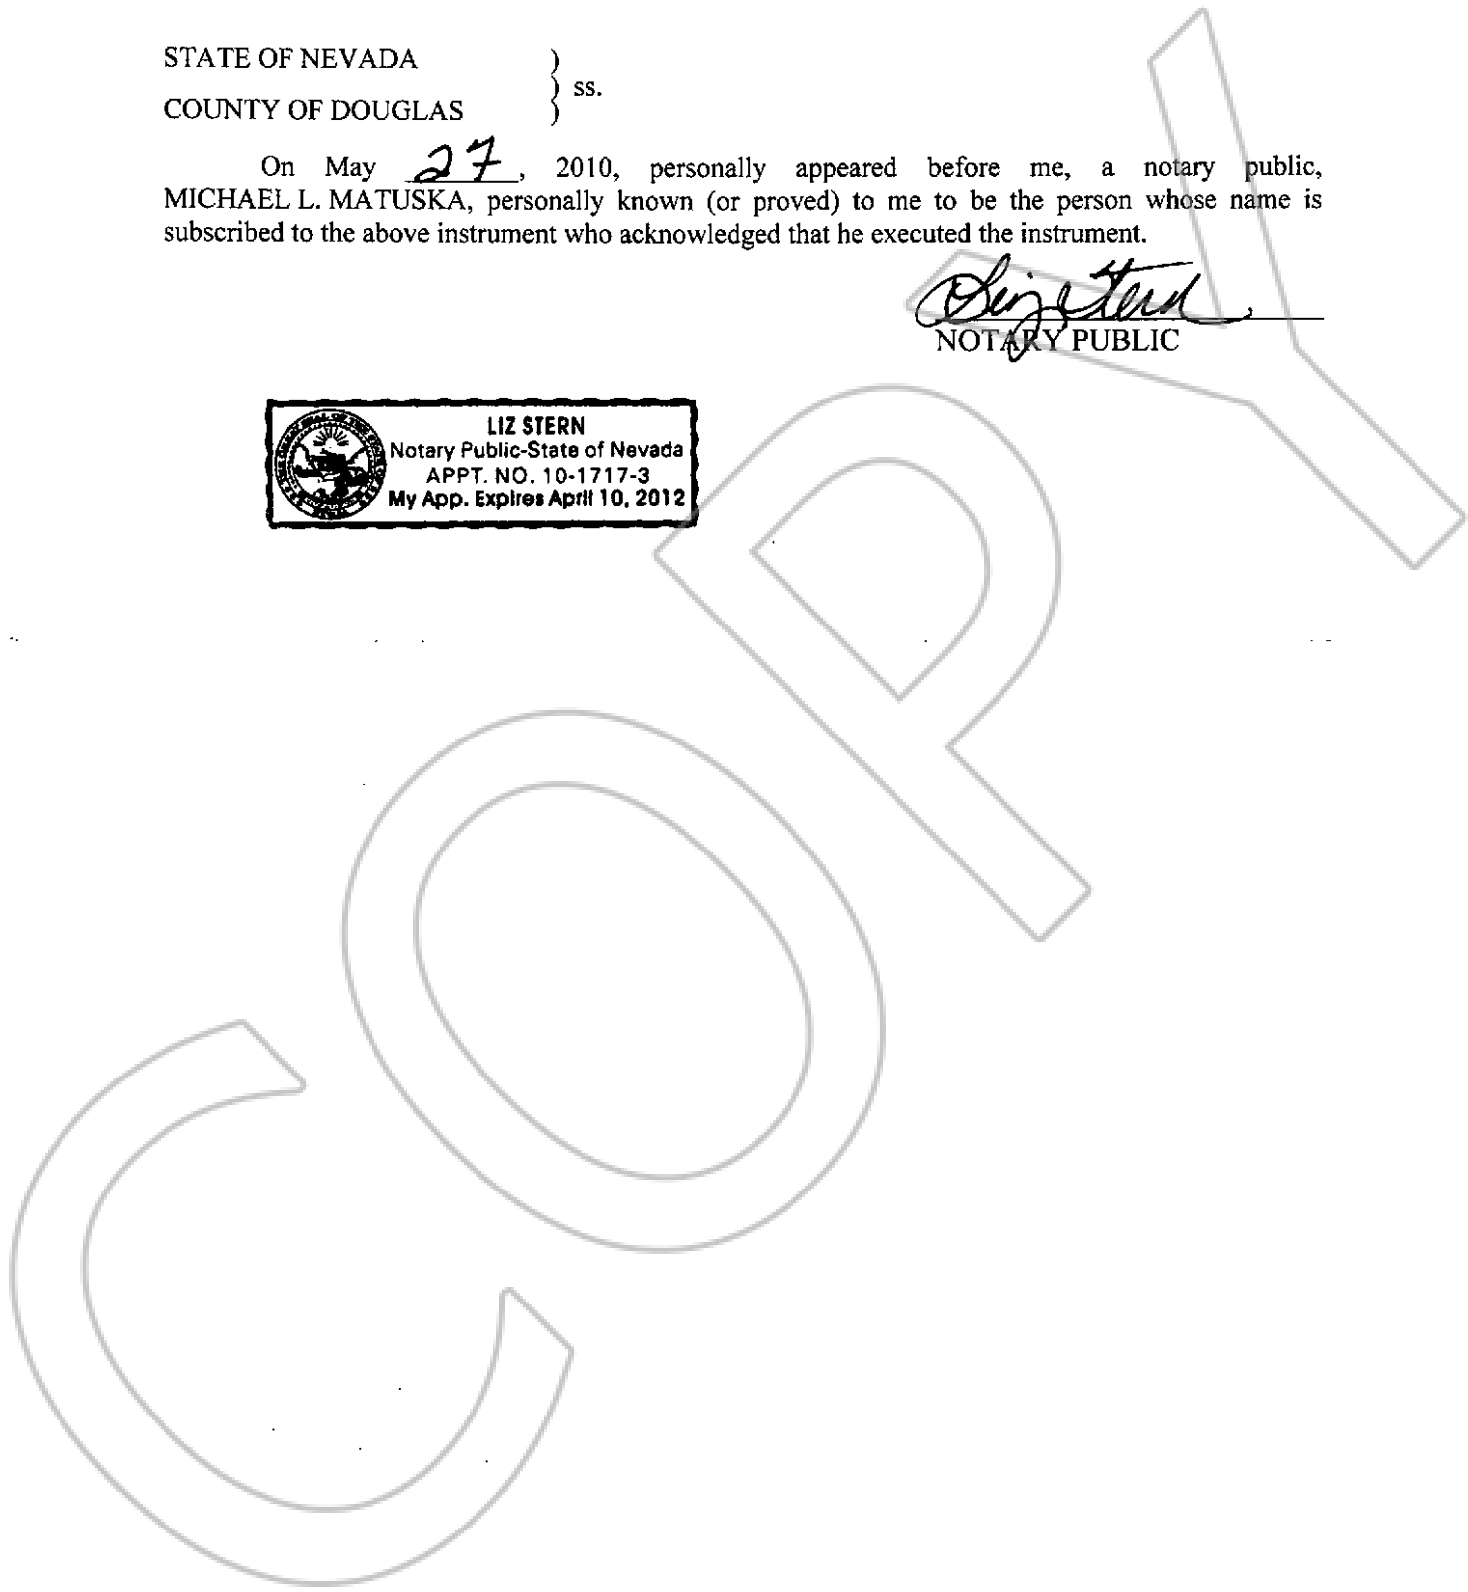 STATE OF NEVADA )
} ss.
COUNTY OF DOUGLAS )
On May 27, 2010, personally appeared before me, a notary public,
MICHAEL L. MATUSKA, personally known (or proved) to me to be the person whose name is
subscribed to the above instrument who acknowledged that he executed the instrument.
Liz Stern
NOTARY PUBLIC
LIZ STERN
Notary Public-State of Nevada
APPT. NO. 10-1717-3
My App. Expires April 10, 2012
COPY